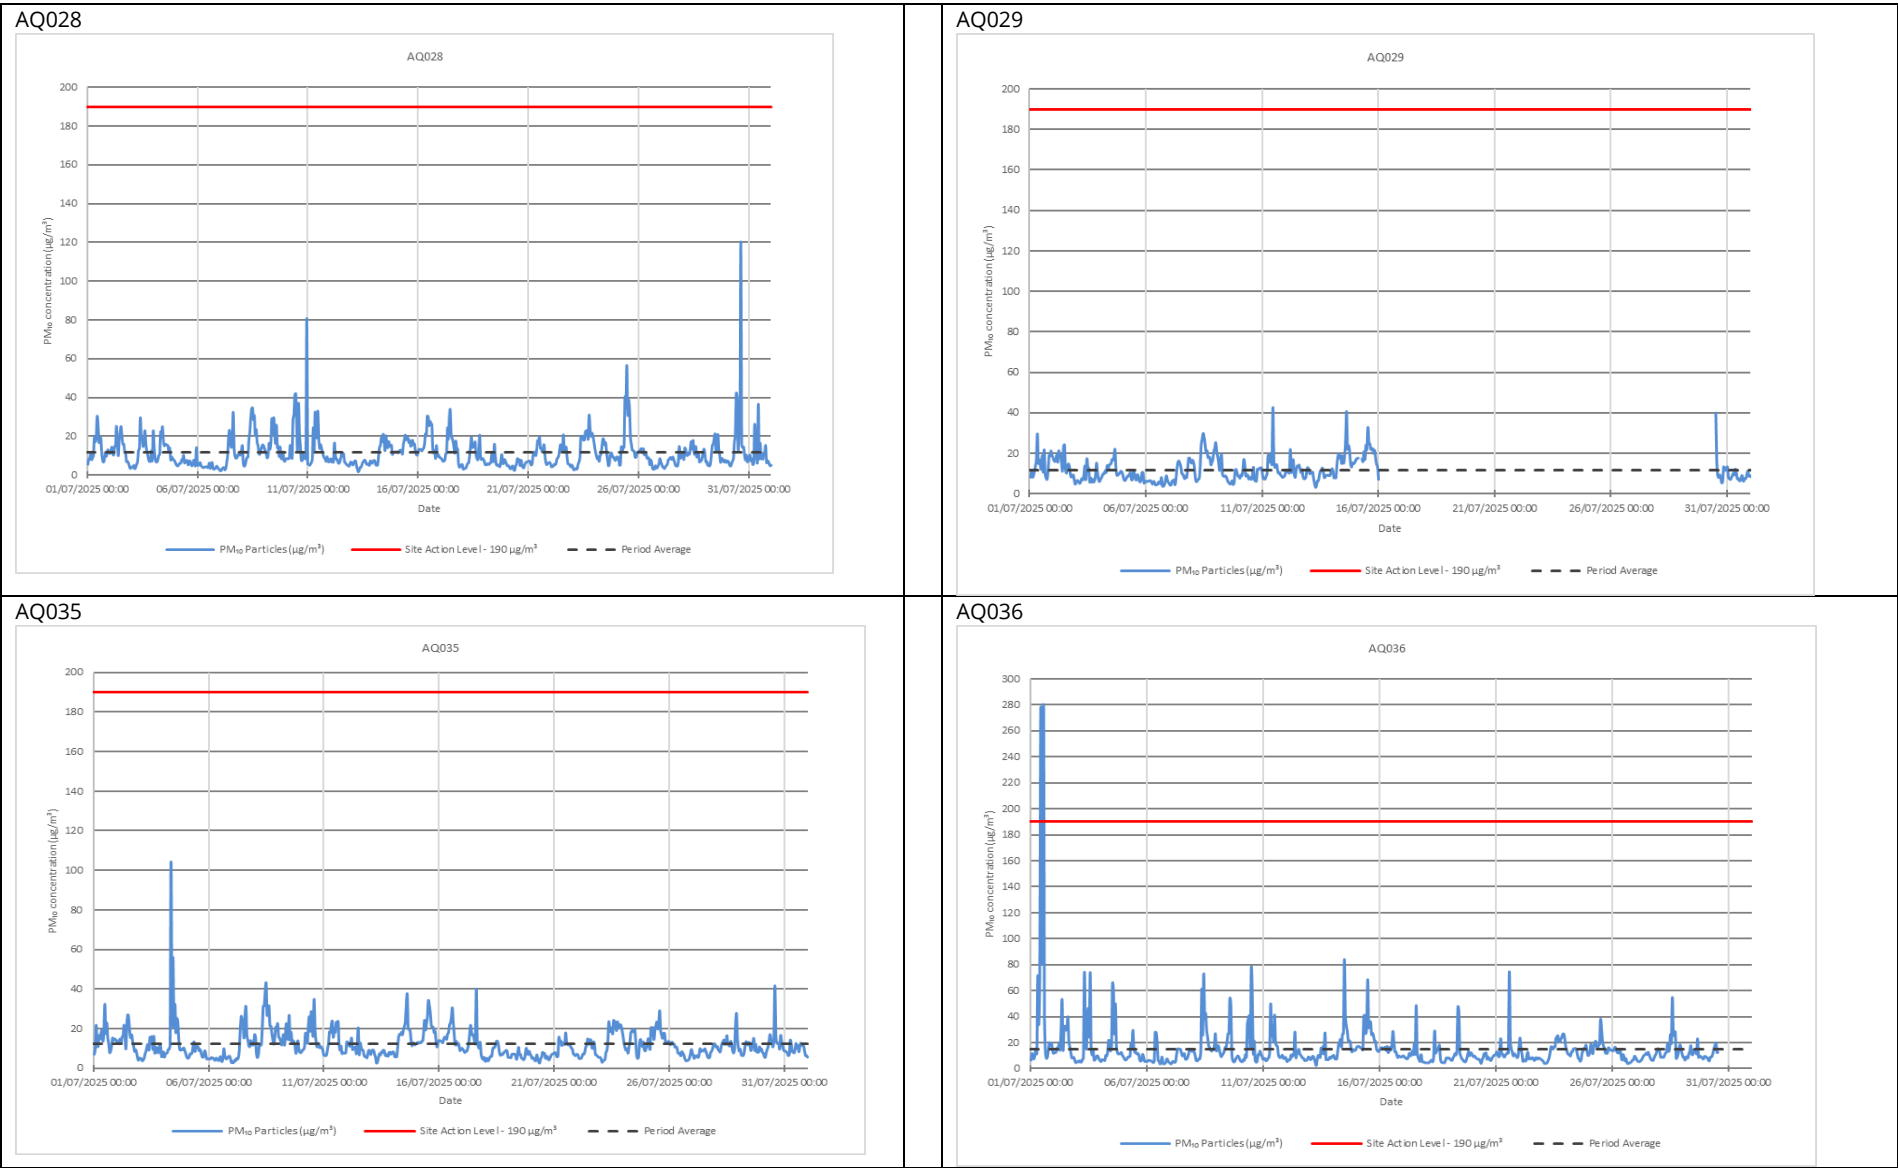 AQ028
AQ028
200
180
160
140
120
100
80
60
40
20
0
PM₁₀ concentration (µg/m³)
01/07/2025 00:00 06/07/2025 00:00 11/07/2025 00:00 16/07/2025 00:00 21/07/2025 00:00 26/07/2025 00:00 31/07/2025 00:00
Date
PM₁₀ Particles (µg/m³) Site Action Level - 190 µg/m³ Period Average
AQ029
AQ029
200
180
160
140
120
100
80
60
40
20
0
PM₁₀ concentration (µg/m³)
01/07/2025 00:00 06/07/2025 00:00 11/07/2025 00:00 16/07/2025 00:00 21/07/2025 00:00 26/07/2025 00:00 31/07/2025 00:00
Date
PM₁₀ Particles (µg/m³) Site Action Level - 190 µg/m³ Period Average
AQ035
AQ035
200
180
160
140
120
100
80
60
40
20
0
PM₁₀ concentration (µg/m³)
01/07/2025 00:00 06/07/2025 00:00 11/07/2025 00:00 16/07/2025 00:00 21/07/2025 00:00 26/07/2025 00:00 31/07/2025 00:00
Date
PM₁₀ Particles (µg/m³) Site Action Level - 190 µg/m³ Period Average
AQ036
AQ036
300
280
260
240
220
200
180
160
140
120
100
80
60
40
20
0
PM₁₀ concentration (µg/m³)
01/07/2025 00:00 06/07/2025 00:00 11/07/2025 00:00 16/07/2025 00:00 21/07/2025 00:00 26/07/2025 00:00 31/07/2025 00:00
Date
PM₁₀ Particles (µg/m³) Site Action Level - 190 µg/m³ Period Average